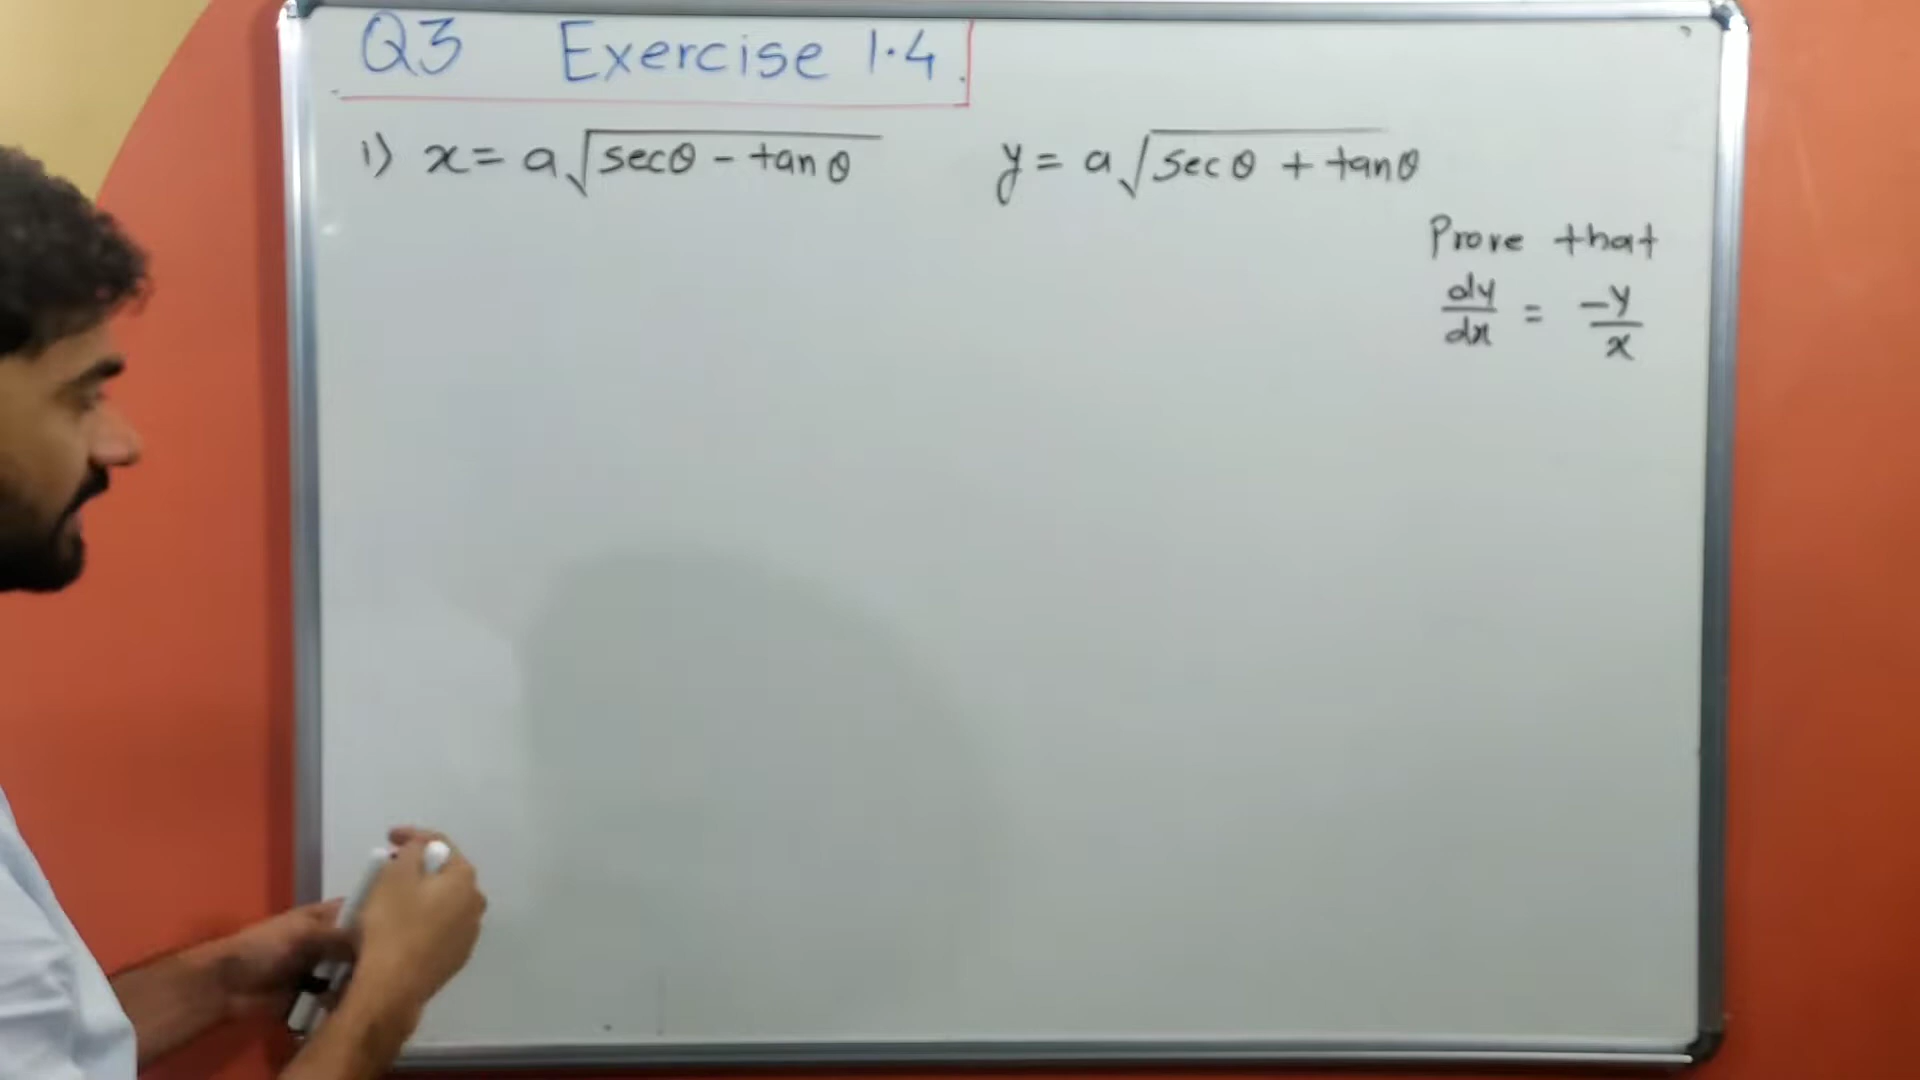 Q3 Exercise 1.4.
i) x = a√(secθ - tanθ) y = a√(secθ + tanθ)
Prove that
dy/dx = -y/x